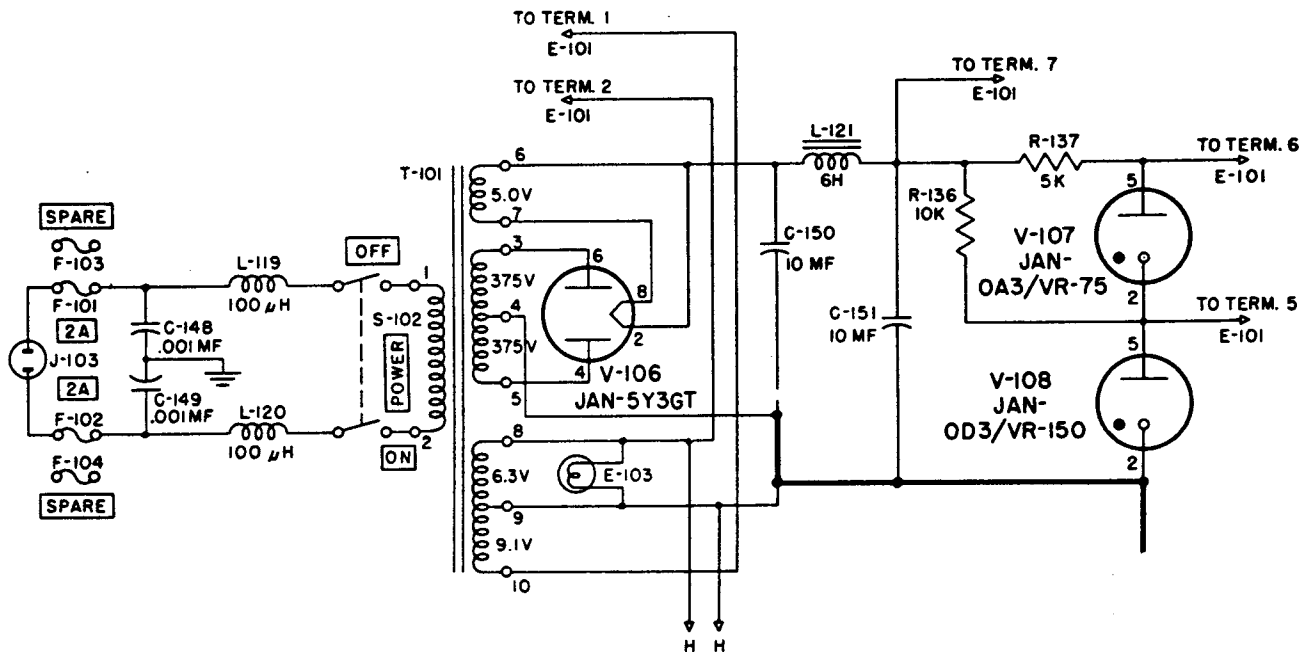 TO TERM. 1
E-101
TO TERM. 2
E-101
TO TERM. 7
E-101
L-121
6H
R-137
5K
TO TERM. 6
E-101
T-101
6
5.0V
7
R-136
10K
5
V-107
JAN-
OA3/VR-75
2
SPARE
F-103
F-101
2A
J-103
2A
F-102
F-104
SPARE
C-148
.001MF
C-149
.001MF
L-119
100 μH
L-120
100 μH
OFF
S-102
POWER
ON
1
2
3
375V
4
375V
5
6
8
2
4
V-106
JAN-5Y3GT
C-150
10 MF
C-151
10 MF
TO TERM. 5
E-101
5
V-108
JAN-
OD3/VR-150
2
8
6.3V
9
9.1V
10
E-103
H H